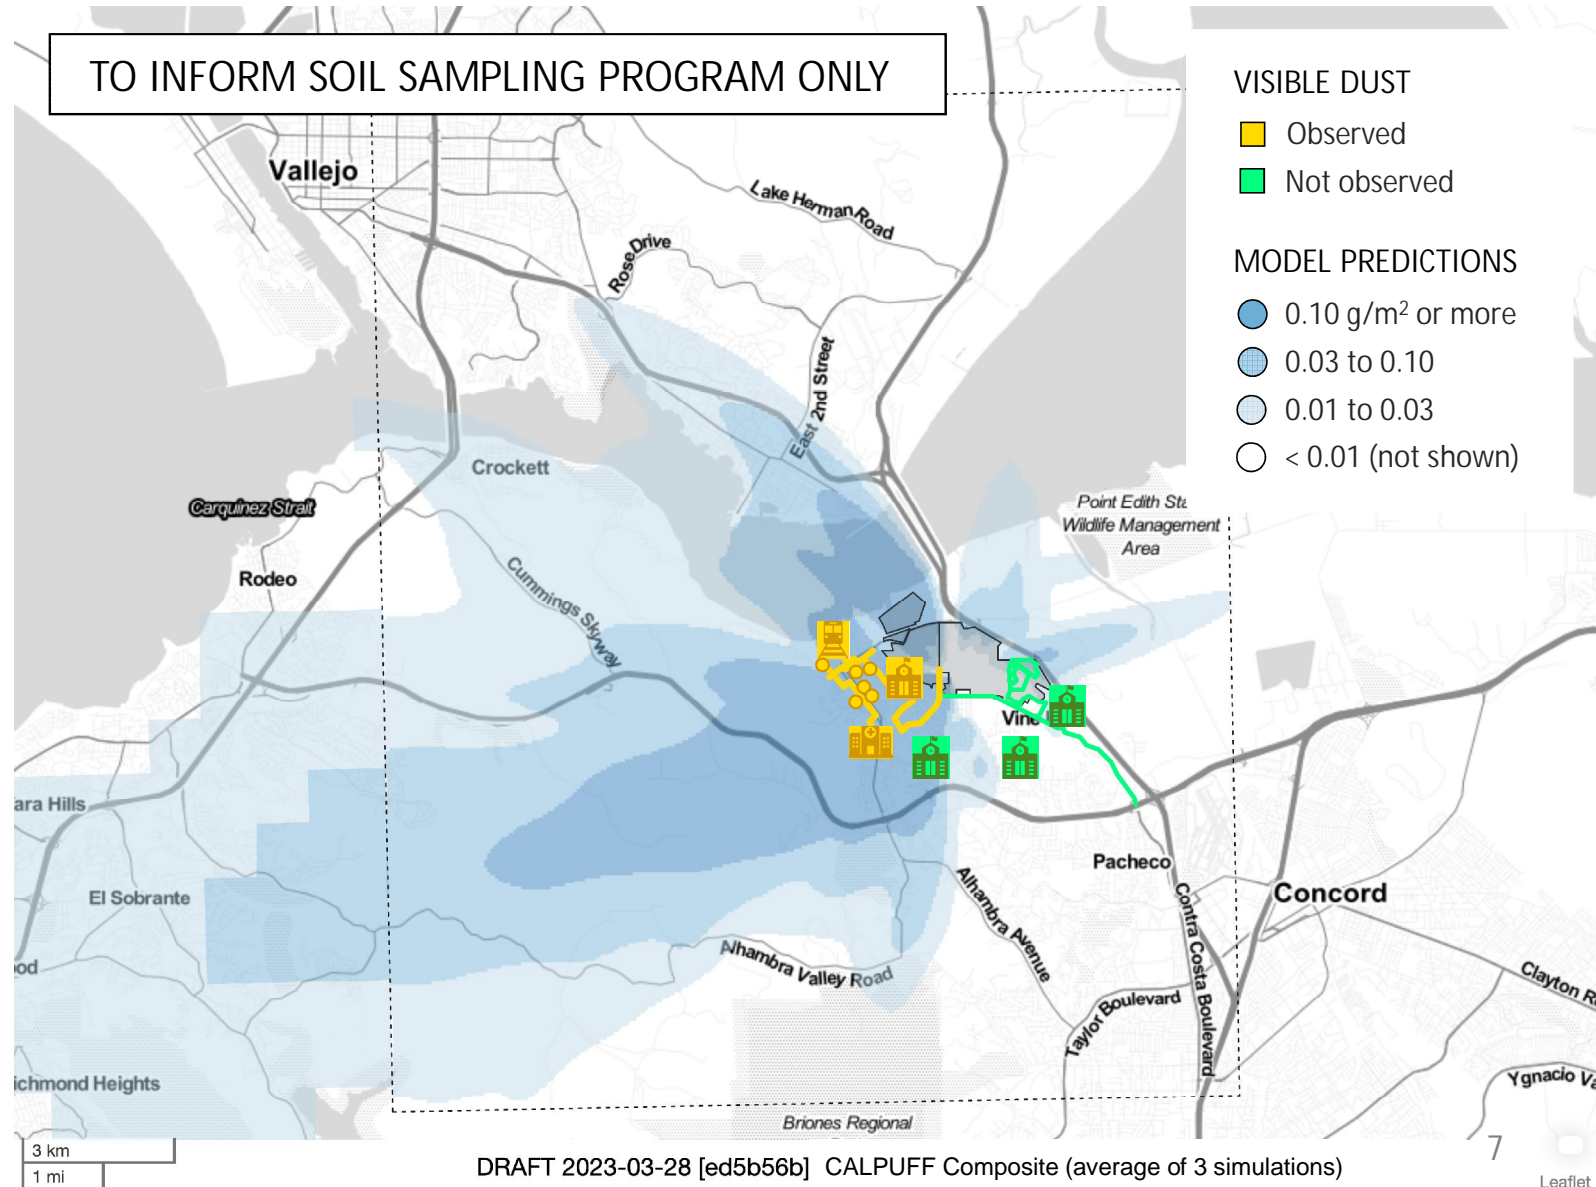 TO INFORM SOIL SAMPLING PROGRAM ONLY
VISIBLE DUST
Observed
Not observed
MODEL PREDICTIONS
0.10 g/m² or more
0.03 to 0.10
0.01 to 0.03
< 0.01 (not shown)
Vallejo
Lake Herman Road
Rose Drive
East 2nd Street
Crockett
Carquinez Strait
Point Edith Sta
Wildlife Management
Area
Rodeo
Cummings Skyway
Vine
ara Hills
Pacheco
El Sobrante
Concord
Alhambra Avenue
Contra Costa Boulevard
Alhambra Valley Road
ood
Clayton R
Taylor Boulevard
ichmond Heights
Ygnacio Va
Briones Regional
3 km
1 mi
7
DRAFT 2023-03-28 [ed5b56b] CALPUFF Composite (average of 3 simulations)
Leaflet